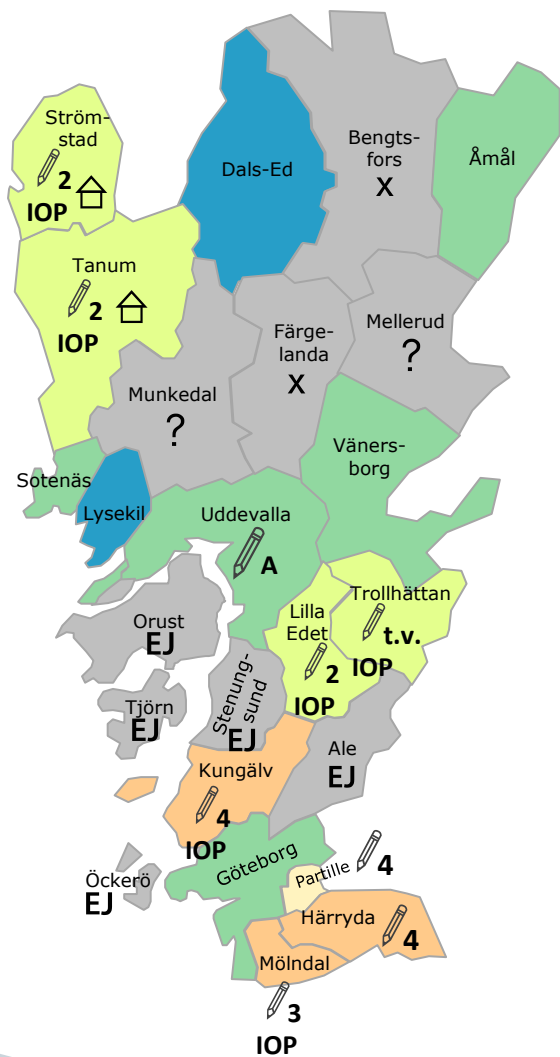 Ström-
stad
2
IOP
Dals-Ed
Bengts-
fors
X
Åmål
Tanum
2
IOP
Färge-
landa
X
Mellerud
?
Munkedal
?
Väners-
borg
Sotenäs
Lysekil
Uddevalla
A
Orust
EJ
Lilla
Edet
2
IOP
Trollhättan
t.v.
IOP
Tjörn
EJ
Stenung-
sund
EJ
Ale
EJ
Kungälv
4
IOP
Göteborg
Partille
4
Öckerö
EJ
Härryda
4
Mölndal
3
IOP